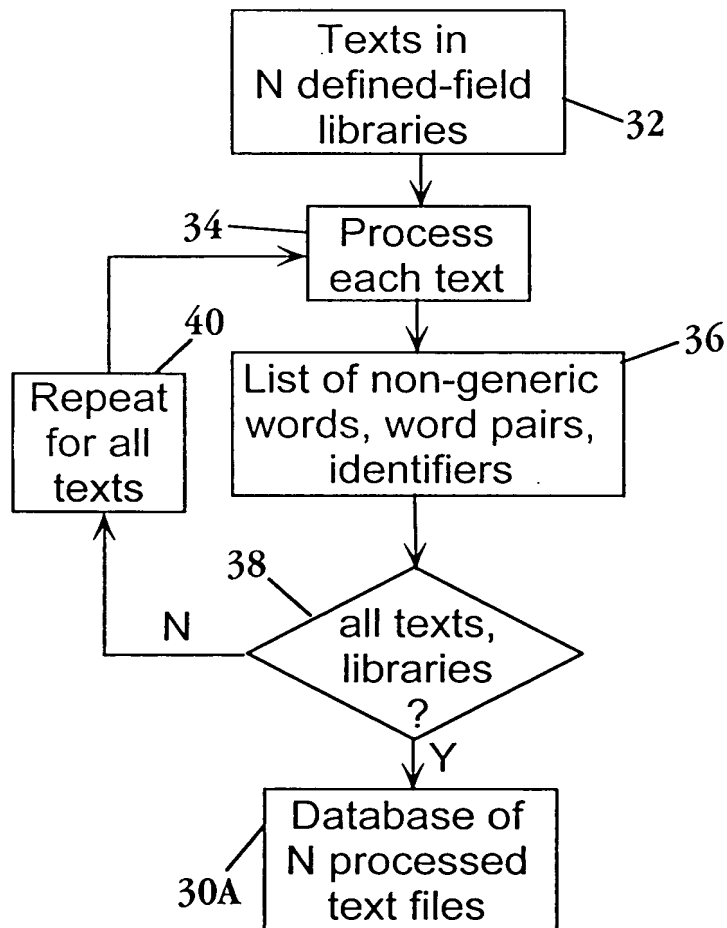 Texts in
N defined-field
libraries
32
34
Process
each text
40
Repeat
for all
texts
36
List of non-generic
words, word pairs,
identifiers
38
N
all texts,
libraries
?
Y
Database of
N processed
text files
30A